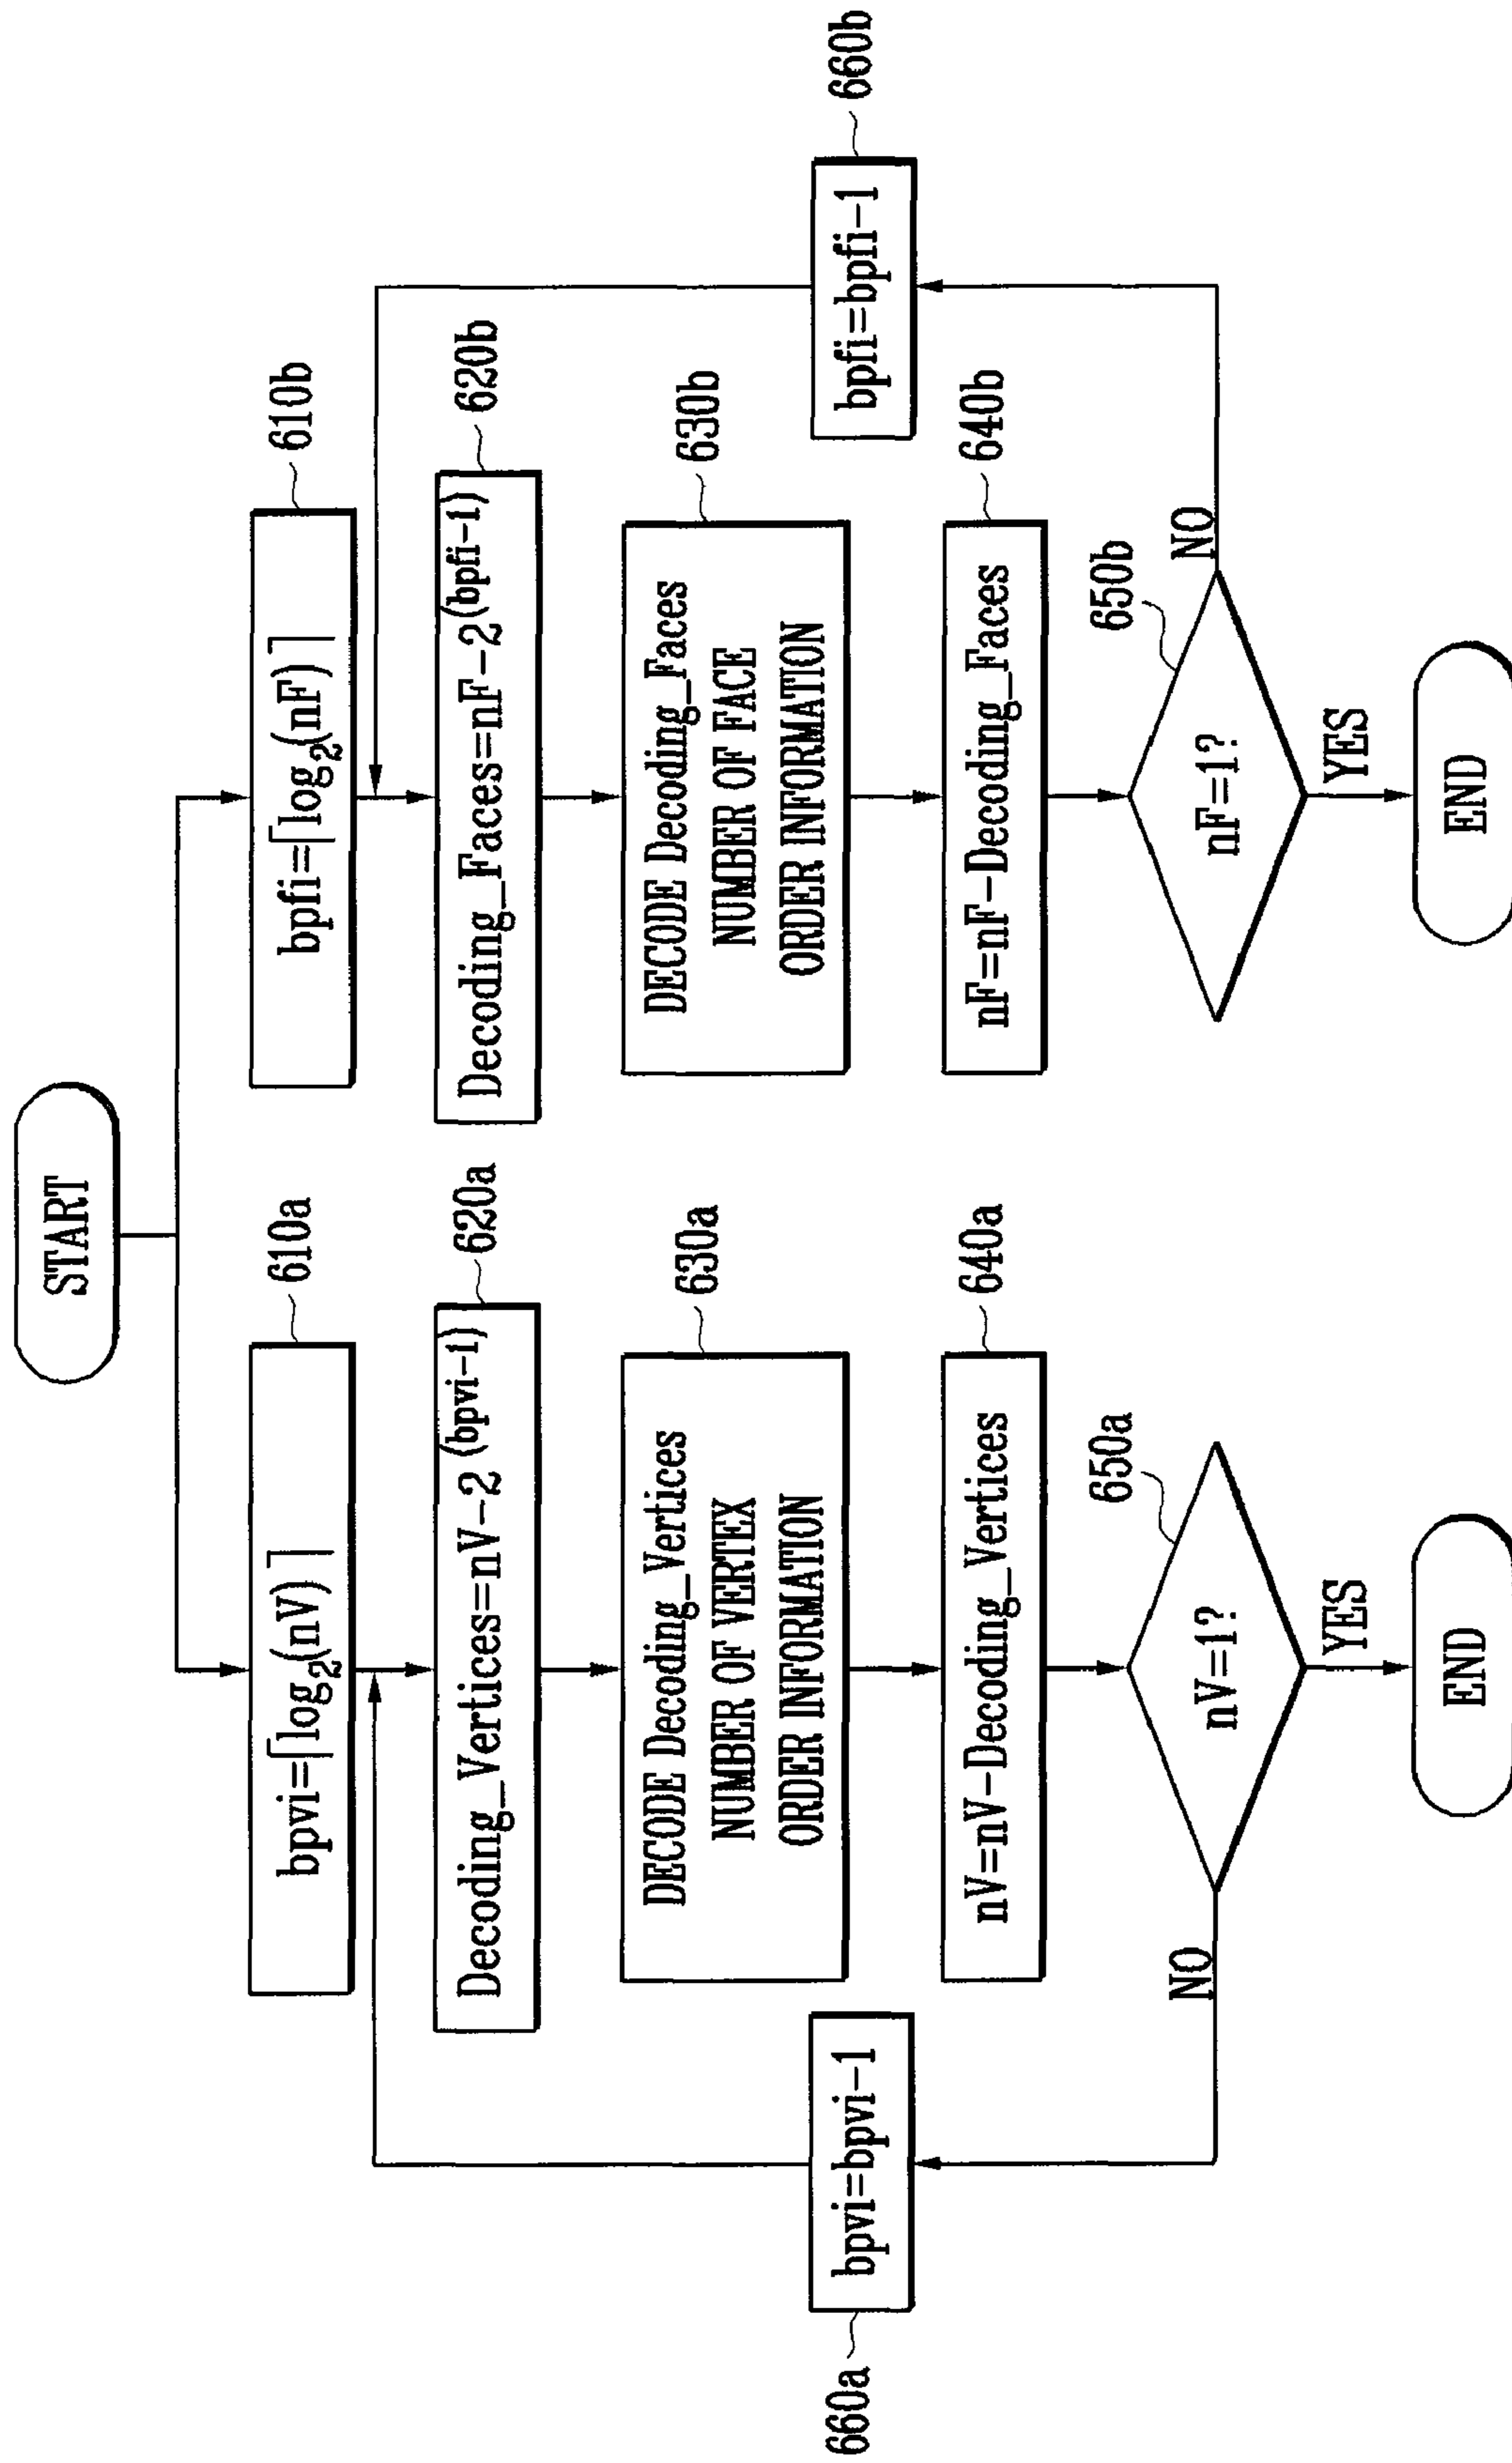 START
bpvi=⌈log₂(nV)⌉
610a
Decoding_Vertices=nV-2^(bpvi-1)
620a
DECODE Decoding_Vertices
NUMBER OF VERTEX
ORDER INFORMATION
630a
nV=nV-Decoding_Vertices
640a
nV=1?
650a
NO
YES
bpvi=bpvi-1
660a
END
bpfi=⌈log₂(nF)⌉
610b
Decoding_Faces=nF-2^(bpfi-1)
620b
DECODE Decoding_Faces
NUMBER OF FACE
ORDER INFORMATION
630b
nF=nF-Decoding_Faces
640b
nF=1?
650b
NO
YES
bpfi=bpfi-1
660b
END